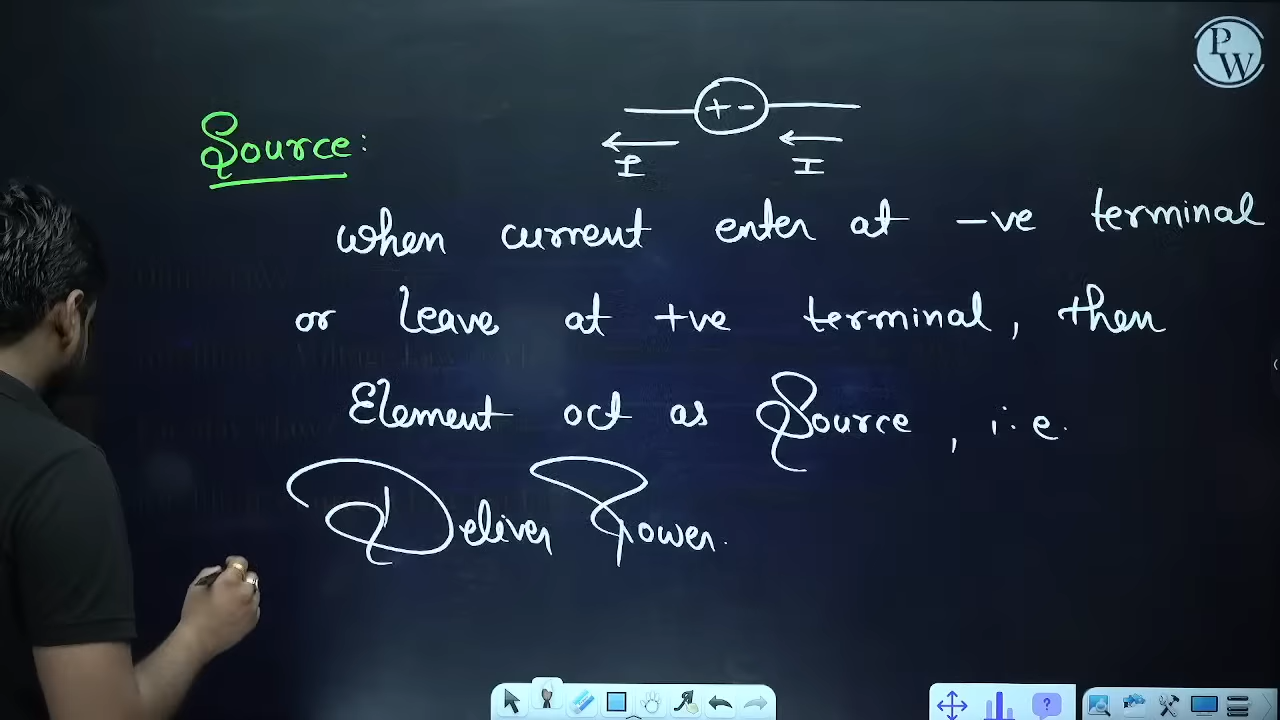 PW
+ -
Source:
I I
when current enter at -ve terminal
or leave at +ve terminal, then
Element act as Source, i.e.
Deliver Power.